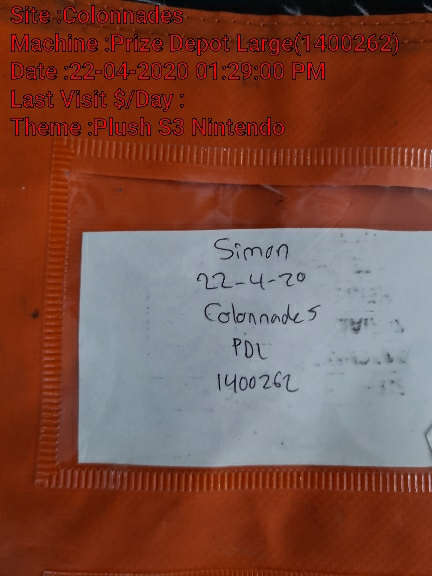 Site :Colonnades
Machine :Prize Depot Large(1400262)
Date :22-04-2020 01:29:00 PM
Last Visit $/Day :
Theme :Plush S3 Nintendo
Simon
22-4-20
Colonnades
PDL
1400262